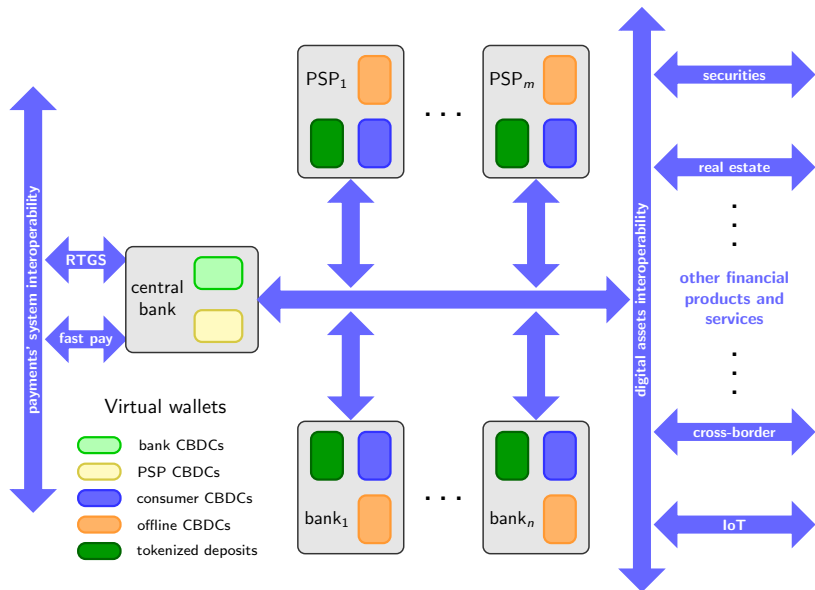 PSP1
PSPm
. . .
securities
real estate
payments' system interoperability
RTGS
central
bank
fast pay
digital assets interoperability
other financial
products and
services
Virtual wallets
bank CBDCs
PSP CBDCs
consumer CBDCs
offline CBDCs
tokenized deposits
. . .
bank1
bankn
cross-border
IoT